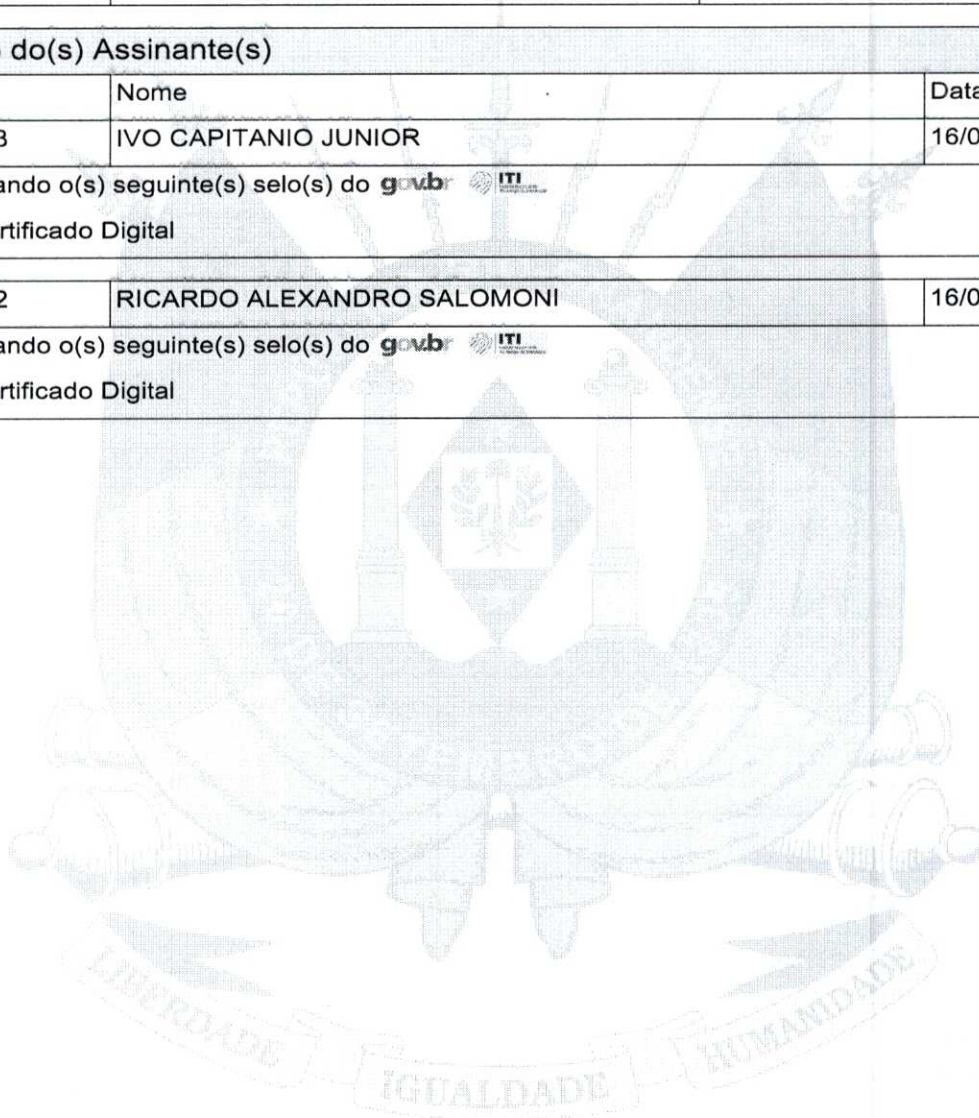 do(s) Assinante(s)
Nome Data
3 IVO CAPITANIO JUNIOR 16/0
ando o(s) seguinte(s) selo(s) do gov.br ITI
rtificado Digital
2 RICARDO ALEXANDRO SALOMONI 16/0
ando o(s) seguinte(s) selo(s) do gov.br ITI
rtificado Digital
LIBERDADE
IGUALDADE
HUMANIDADE